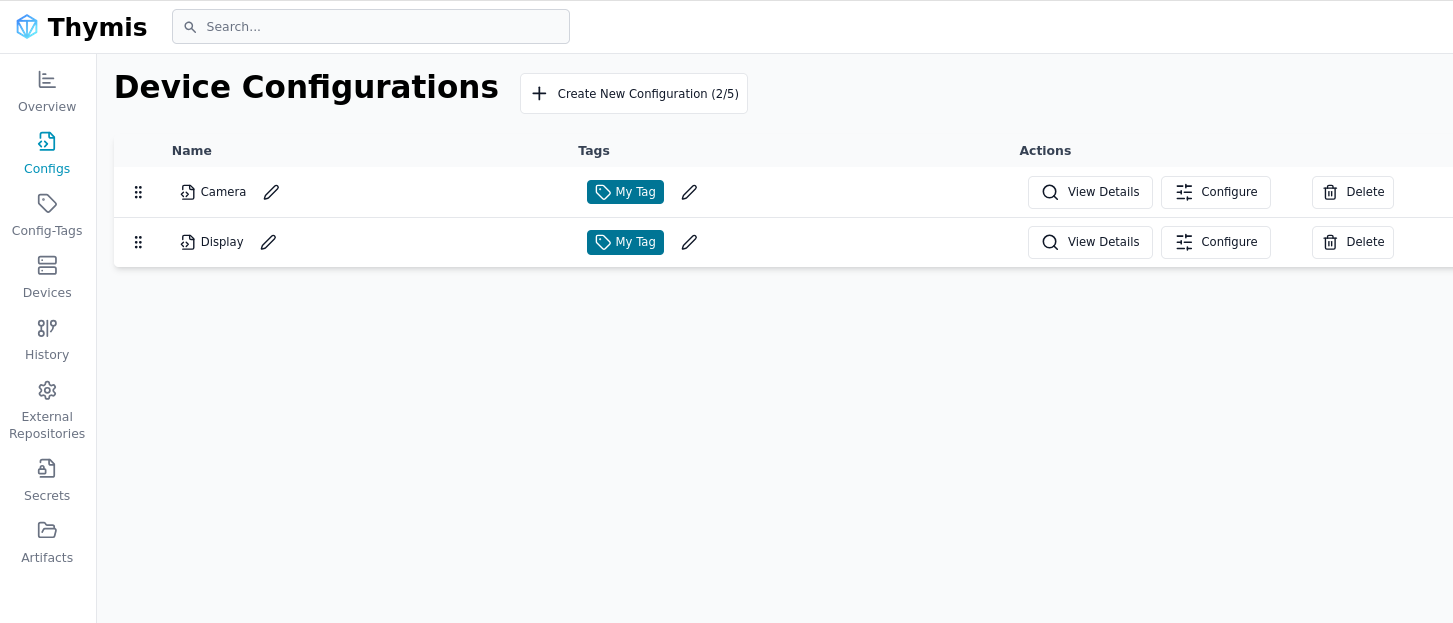 Thymis
Search...
Overview
Configs
Config-Tags
Devices
History
External
Repositories
Secrets
Artifacts
Device Configurations
Create New Configuration (2/5)
Name Tags Actions
Camera My Tag View Details Configure Delete
Display My Tag View Details Configure Delete